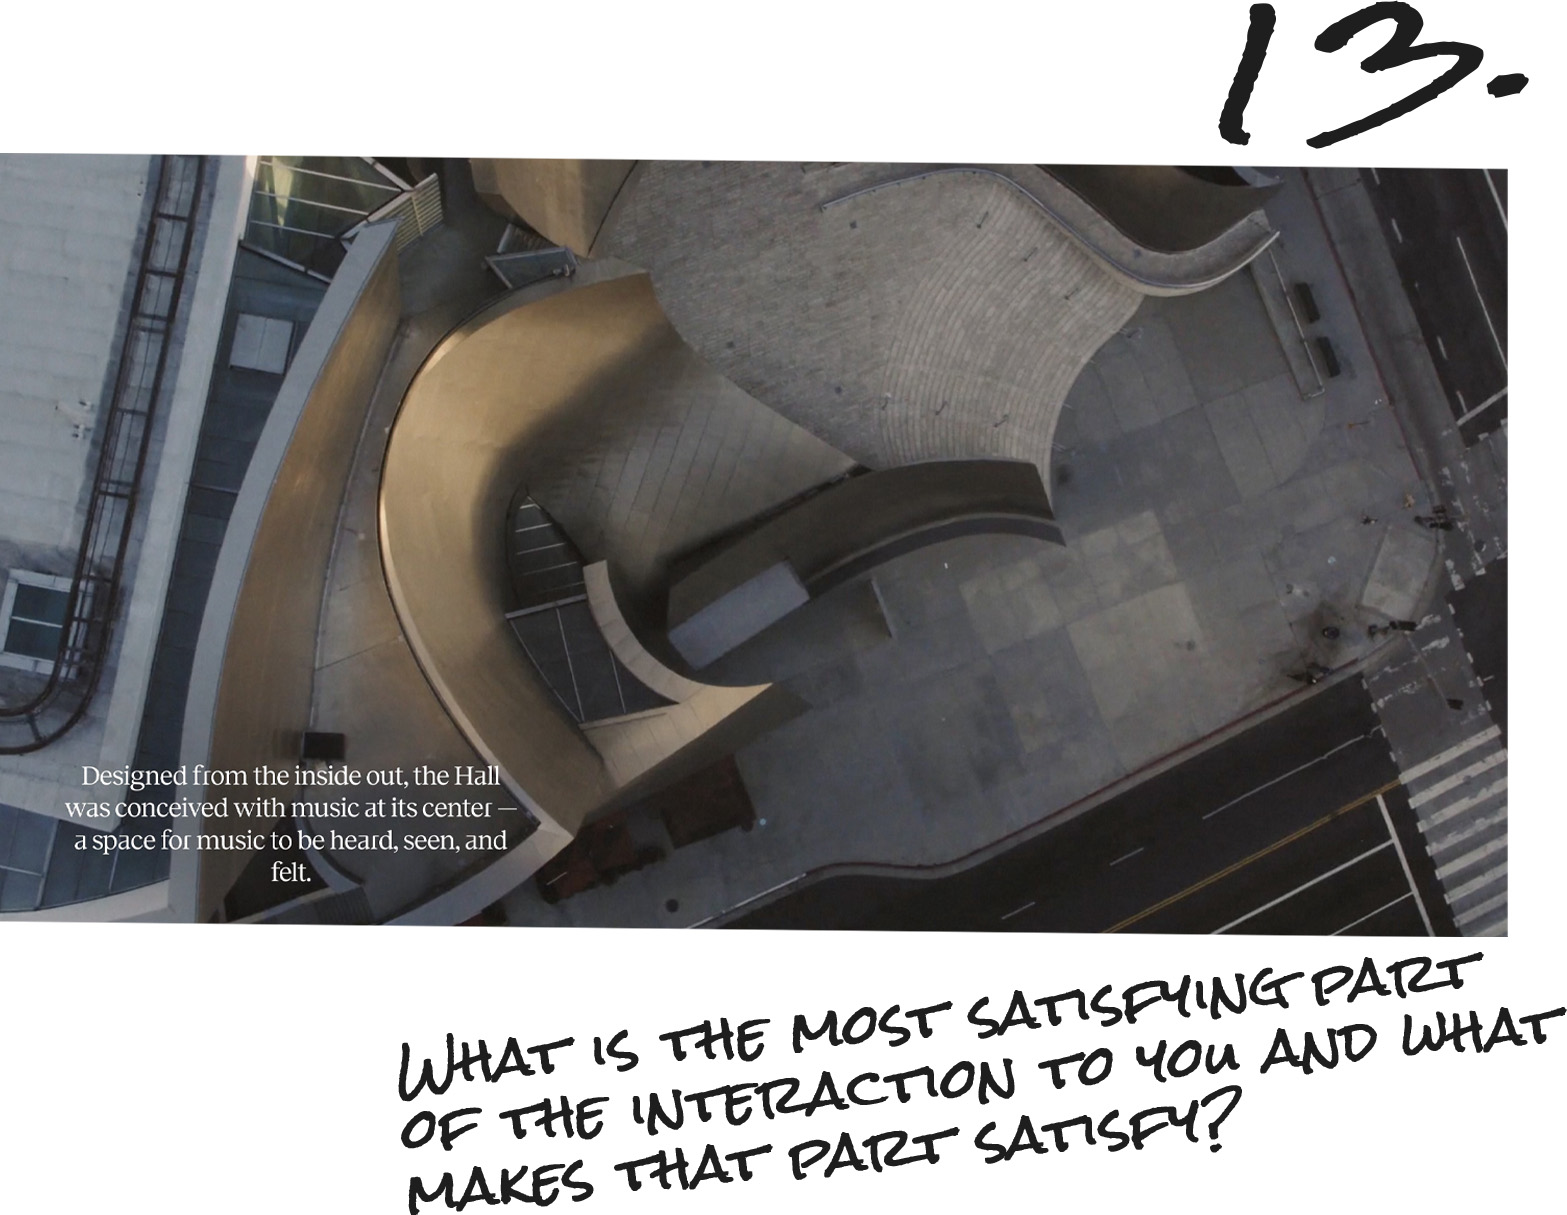 13.
Designed from the inside out, the Hall
was conceived with music at its center —
a space for music to be heard, seen, and
felt.
WHAT IS THE MOST SATISFYING PART
OF THE INTERACTION TO YOU AND WHAT
MAKES THAT PART SATISFY?